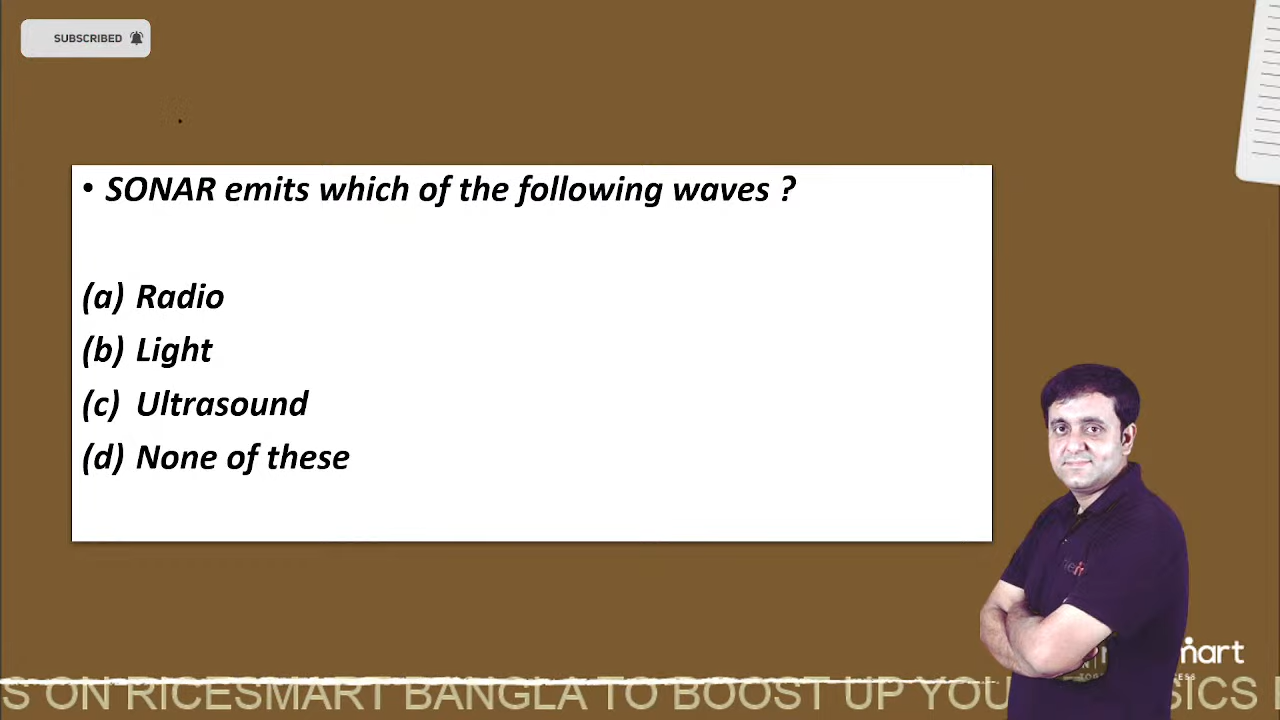 SUBSCRIBED
• SONAR emits which of the following waves ?
(a) Radio
(b) Light
(c) Ultrasound
(d) None of these
S ON RICESMART BANGLA TO BOOST UP YOU